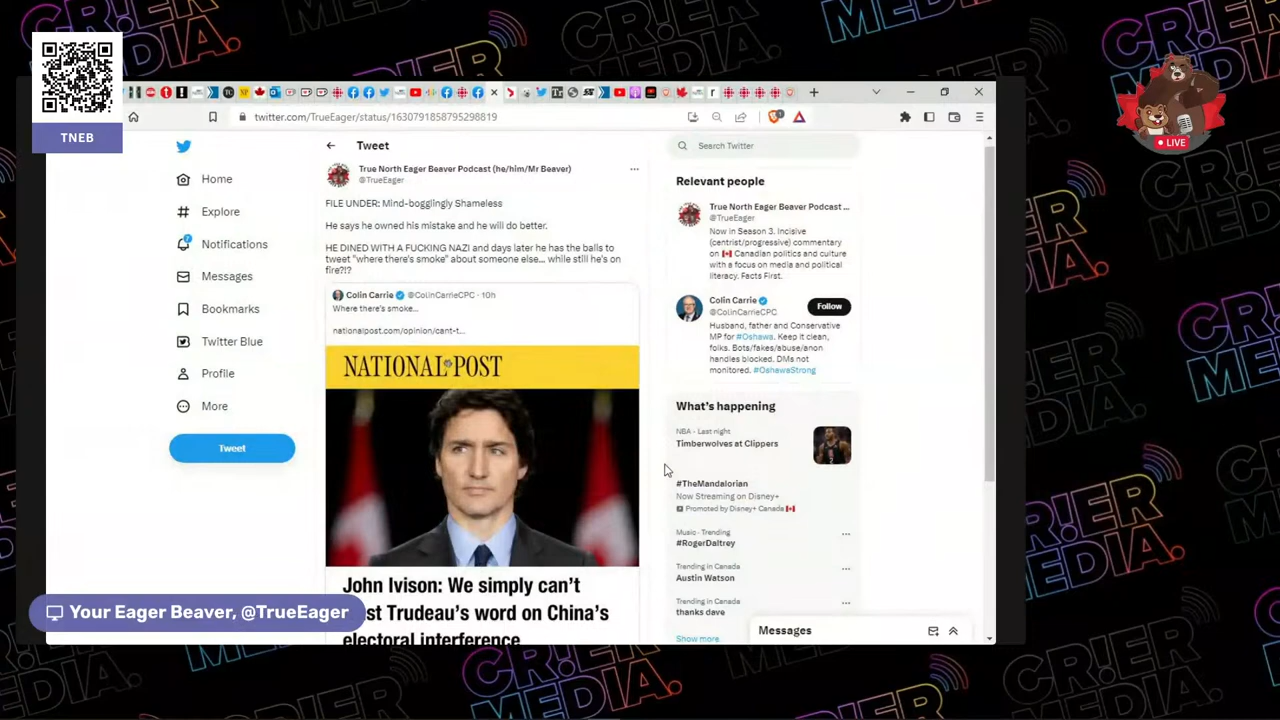 CR!ER
MEDIA.
TNEB
LIVE
twitter.com/TrueEager/status/1630791858795298819
Home
Explore
Notifications
Messages
Bookmarks
Twitter Blue
Profile
More
Tweet
Tweet
True North Eager Beaver Podcast (he/him/Mr Beaver)
@TrueEager
FILE UNDER: Mind-bogglingly Shameless
He says he owned his mistake and he will do better.
HE DINED WITH A FUCKING NAZI and days later he has the balls to
tweet "where there's smoke" about someone else... while still he's on
fire?!?
Colin Carrie @ColinCarrieCPC · 10h
Where there's smoke...
nationalpost.com/opinion/cant-t...
NATIONAL POST
John Ivison: We simply can't
st Trudeau's word on China's
electoral interference
Search Twitter
Relevant people
True North Eager Beaver Podcast ...
@TrueEager
Now in Season 3. Incisive
(centrist/progressive) commentary
on Canadian politics and culture
with a focus on media and political
literacy. Facts First.
Colin Carrie
@ColinCarrieCPC
Follow
Husband, father and Conservative
MP for #Oshawa. Keep it clean,
folks. Bots/fakes/abuse/anon
handles blocked. DMs not
monitored. #OshawaStrong
What's happening
NBA · Last night
Timberwolves at Clippers
#TheMandalorian
Now Streaming on Disney+
Promoted by Disney+ Canada
Music · Trending
#RogerDaltrey
Trending in Canada
Austin Watson
Trending in Canada
thanks dave
Show more
Messages
Your Eager Beaver, @TrueEager